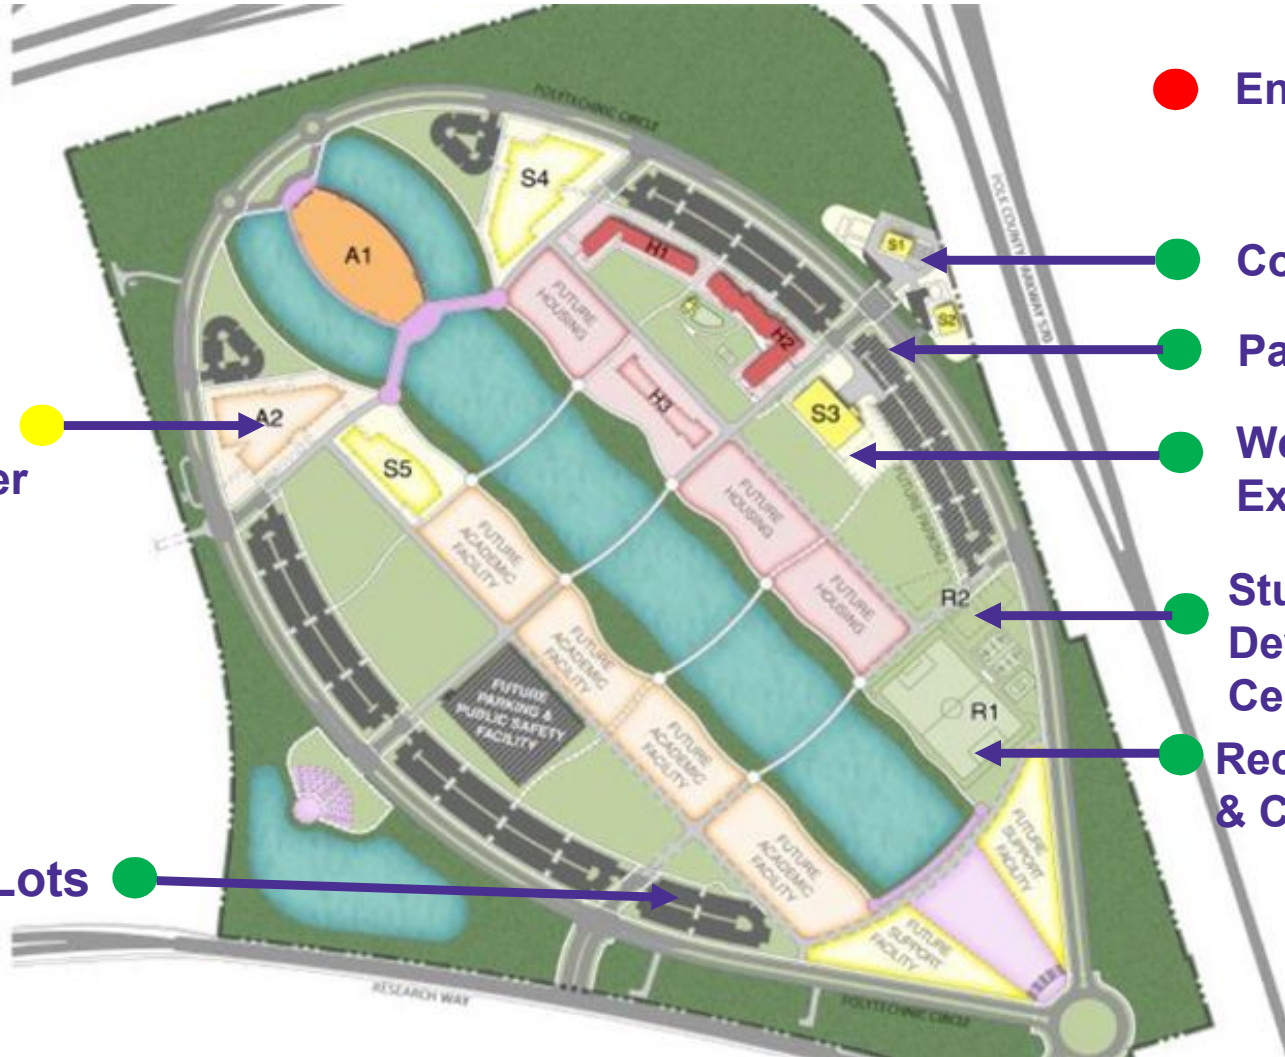 POLYTECHNIC CIRCLE
En
S4
POLK COUNTY PARKWAY 570
S1
H1
A1
Co
FUTURE
HOUSING
S2
H2
Pa
H3
S3
A2
We
Ex
er
S5
FUTURE
HOUSING
FUTURE PARKING
FUTURE
ACADEMIC
FACILITY
FUTURE
HOUSING
R2
Stu
De
Ce
FUTURE
ACADEMIC
FACILITY
FUTURE
PARKING &
PUBLIC SAFETY
FACILITY
R1
FUTURE
ACADEMIC
FACILITY
Rec
& C
FUTURE
SUPPORT
FACILITY
FUTURE
ACADEMIC
FACILITY
Lots
FUTURE
SUPPORT
FACILITY
RESEARCH WAY
POLYTECHNIC CIRCLE